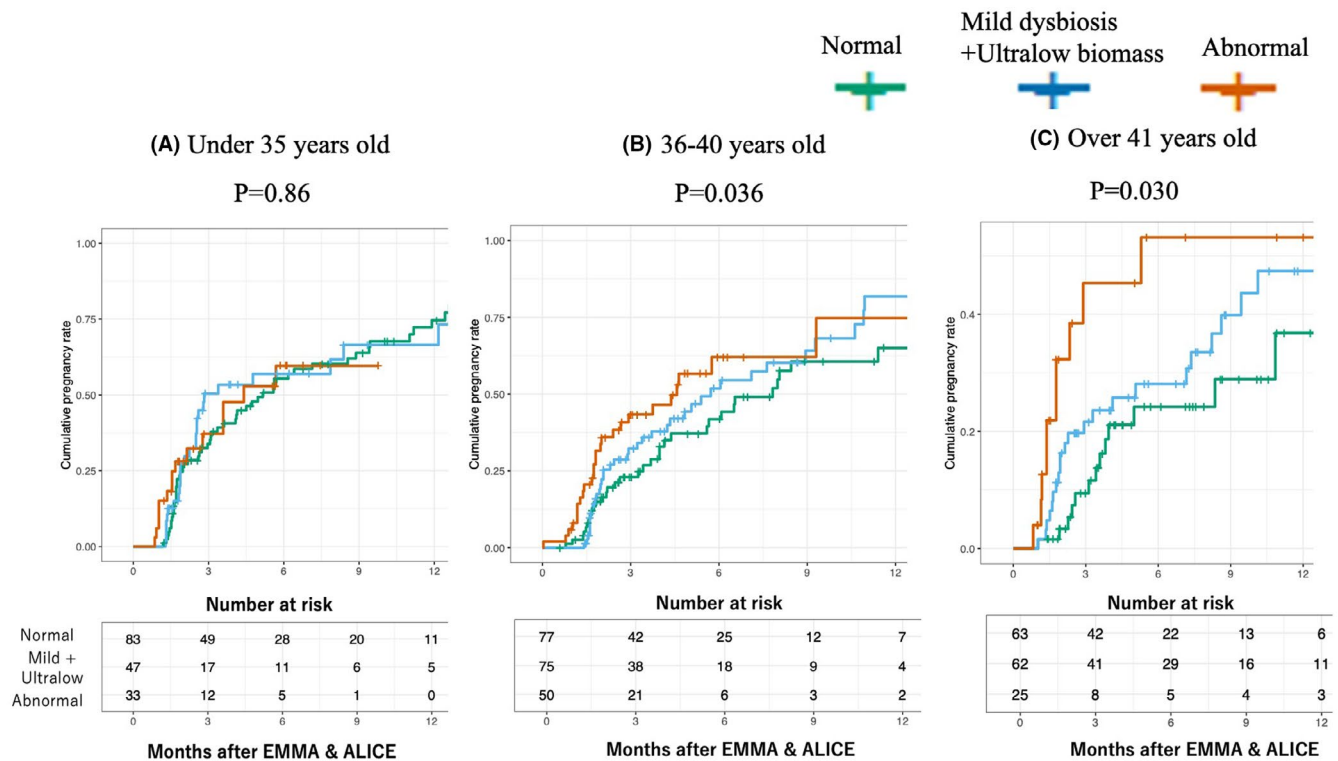 Normal
Mild dysbiosis
+Ultralow biomass
Abnormal
(A) Under 35 years old
P=0.86
(B) 36-40 years old
P=0.036
(C) Over 41 years old
P=0.030
Cumulative pregnancy rate
1.00
0.75
0.50
0.25
0.00
0 3 6 9 12
Cumulative pregnancy rate
1.00
0.75
0.50
0.25
0.00
0 3 6 9 12
Cumulative pregnancy rate
0.4
0.2
0.0
0 3 6 9 12
Number at risk
Normal 83 49 28 20 11
Mild +
Ultralow 47 17 11 6 5
Abnormal 33 12 5 1 0
0 3 6 9 12
Months after EMMA & ALICE
Number at risk
77 42 25 12 7
75 38 18 9 4
50 21 6 3 2
0 3 6 9 12
Months after EMMA & ALICE
Number at risk
63 42 22 13 6
62 41 29 16 11
25 8 5 4 3
0 3 6 9 12
Months after EMMA & ALICE